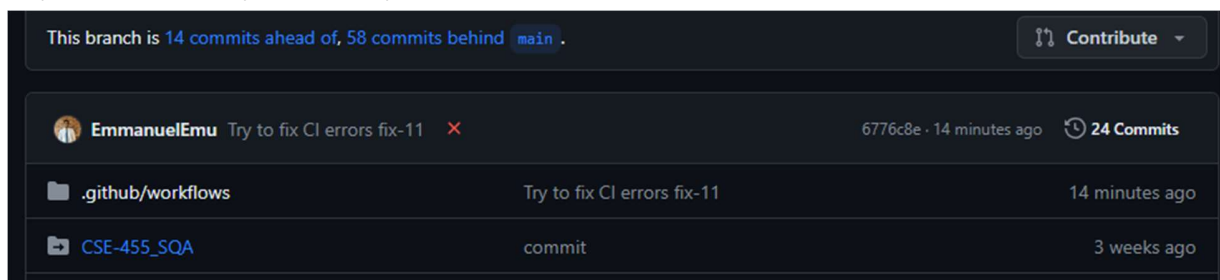 This branch is 14 commits ahead of, 58 commits behind main.
Contribute
EmmanuelEmu Try to fix CI errors fix-11 6776c8e · 14 minutes ago 24 Commits
.github/workflows Try to fix CI errors fix-11 14 minutes ago
CSE-455_SQA commit 3 weeks ago